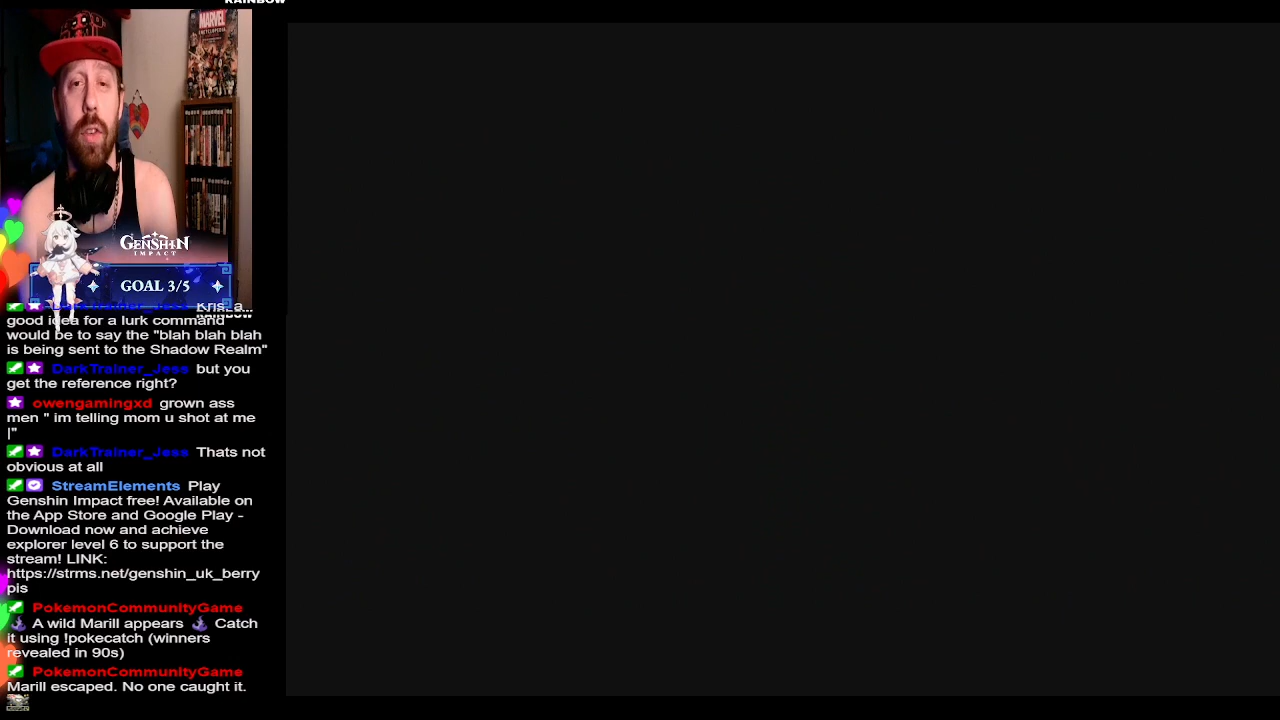 RAINBOW
MARVEL
ENCYCLOPEDIA
GENSHIN
IMPACT
GOAL 3/5
DarkTrainer_Jess Kris, a
RAINBOW
good idea for a lurk command
would be to say the "blah blah blah
is being sent to the Shadow Realm"
DarkTrainer_Jess but you
get the reference right?
owengamingxd grown ass
men " im telling mom u shot at me
|"
DarkTrainer_Jess Thats not
obvious at all
StreamElements Play
Genshin Impact free! Available on
the App Store and Google Play -
Download now and achieve
explorer level 6 to support the
stream! LINK:
https://strms.net/genshin_uk_berry
pis
PokemonCommunityGame
A wild Marill appears Catch
it using !pokecatch (winners
revealed in 90s)
PokemonCommunityGame
Marill escaped. No one caught it.